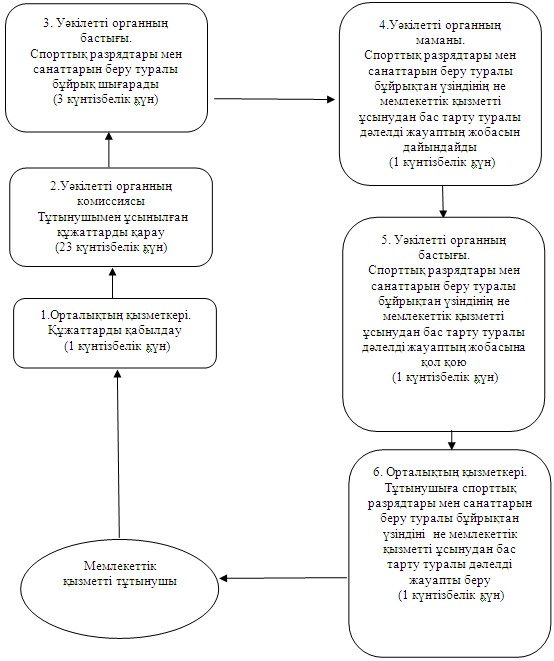 3. Уәкілетті органның
бастығы.
Спорттық разрядтары мен
санаттарын беру туралы
бұйрық шығарады
(3 күнтізбелік күн)
4.Уәкілетті органның
маманы.
Спорттық разрядтары мен
санаттарын беру туралы
бұйрықтан үзіндінің не
мемлекеттік қызметті
ұсынудан бас тарту туралы
дәлелді жауаптың жобасын
дайындайды
(1 күнтізбелік күн)
2.Уәкілетті органның
комиссиясы
Тұтынушымен ұсынылған
құжаттарды қарау
(23 күнтізбелік күн)
5. Уәкілетті органның
бастығы.
Спорттық разрядтары мен
санаттарын беру туралы
бұйрықтан үзіндінің не
мемлекеттік қызметті
ұсынудан бас тарту туралы
дәлелді жауаптың жобасына
қол қою
(1 күнтізбелік күн)
1.Орталықтың қызметкері.
Құжаттарды қабылдау
(1 күнтізбелік күн)
6. Орталықтың қызметкері.
Тұтынушыға спорттық
разрядтары мен санаттарын
беру туралы бұйрықтан
үзіндіні не мемлекеттік
қызметті ұсынудан бас
тарту туралы дәлелді
жауапты беру
(1 күнтізбелік күн)
Мемлекеттік
қызметті тұтынушы